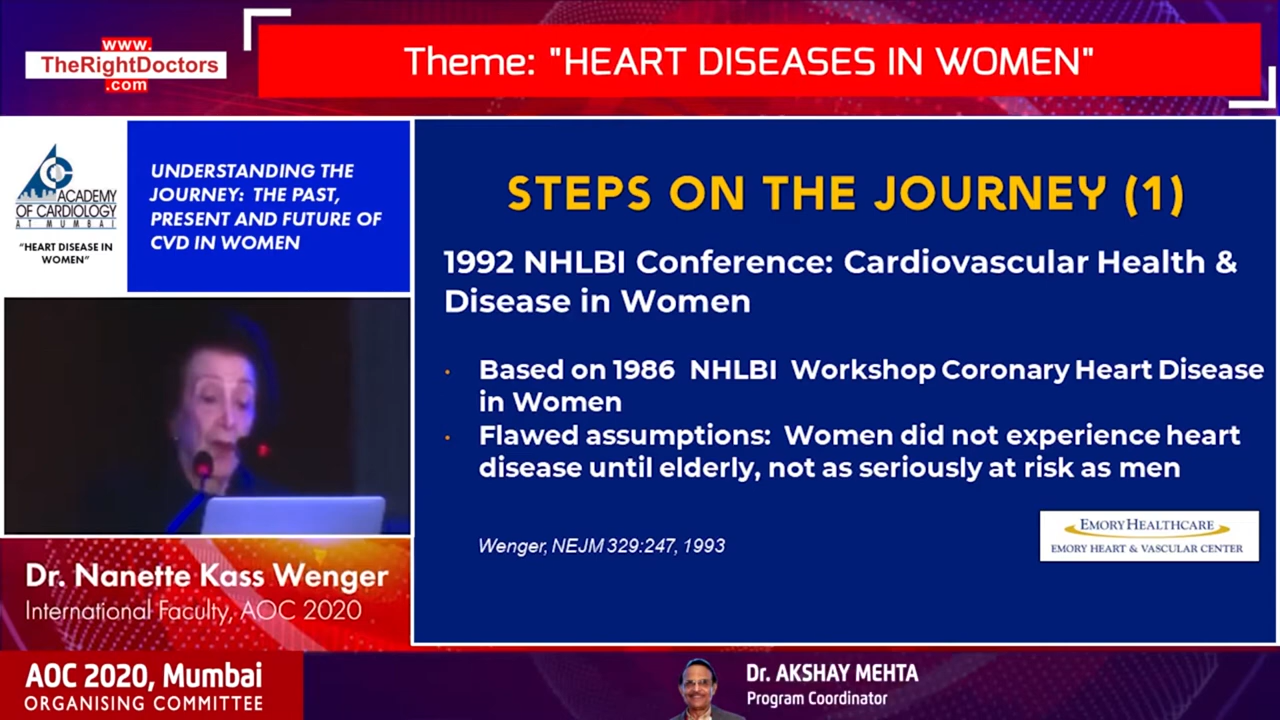 www.
TheRightDoctors
.com
Theme: "HEART DISEASES IN WOMEN"
ACADEMY
OF CARDIOLOGY
AT MUMBAI
"HEART DISEASE IN
WOMEN"
UNDERSTANDING THE
JOURNEY: THE PAST,
PRESENT AND FUTURE OF
CVD IN WOMEN
STEPS ON THE JOURNEY (1)
1992 NHLBI Conference: Cardiovascular Health &
Disease in Women
· Based on 1986 NHLBI Workshop Coronary Heart Disease
in Women
· Flawed assumptions: Women did not experience heart
disease until elderly, not as seriously at risk as men
Wenger, NEJM 329:247, 1993
EMORY HEALTHCARE
EMORY HEART & VASCULAR CENTER
Dr. Nanette Kass Wenger
International Faculty, AOC 2020
AOC 2020, Mumbai
ORGANISING COMMITTEE
Dr. AKSHAY MEHTA
Program Coordinator